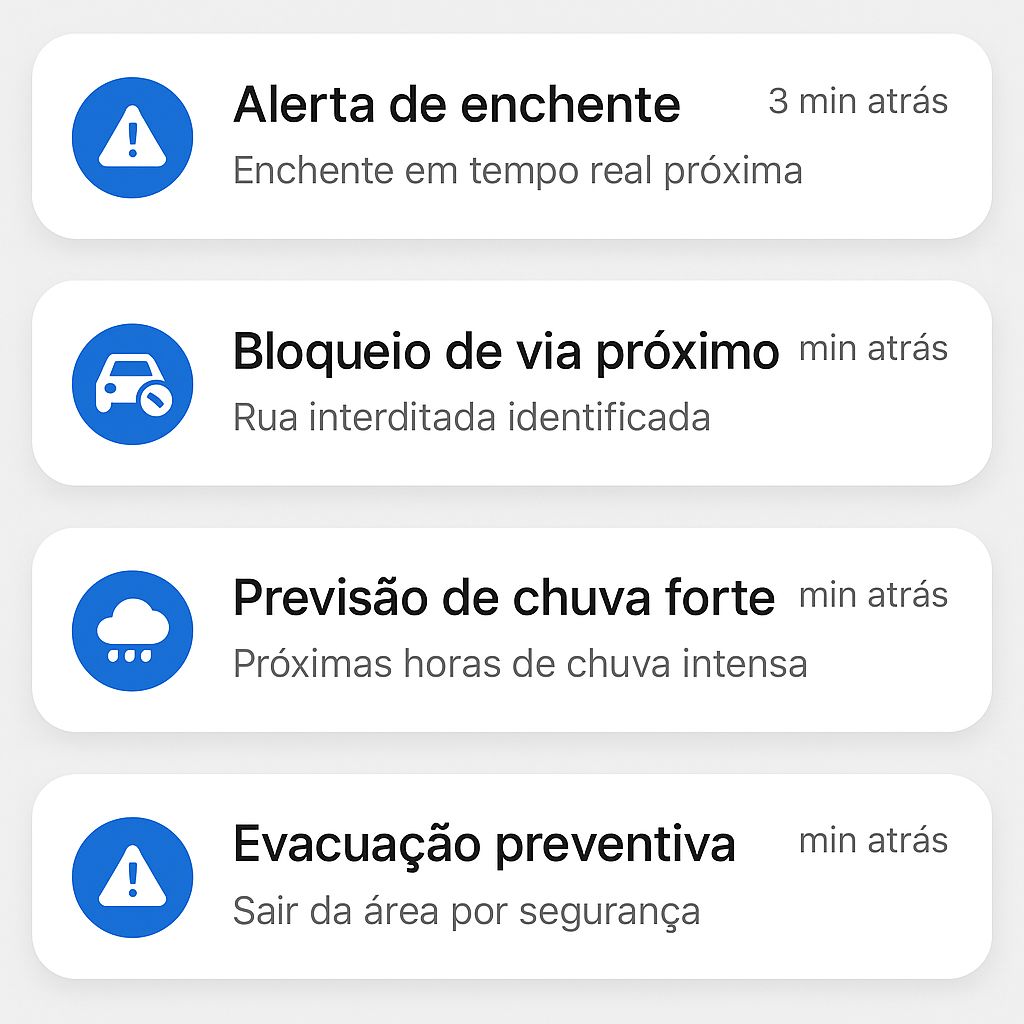 Alerta de enchente 3 min atrás
Enchente em tempo real próxima
Bloqueio de via próximo min atrás
Rua interditada identificada
Previsão de chuva forte min atrás
Próximas horas de chuva intensa
Evacuação preventiva min atrás
Sair da área por segurança